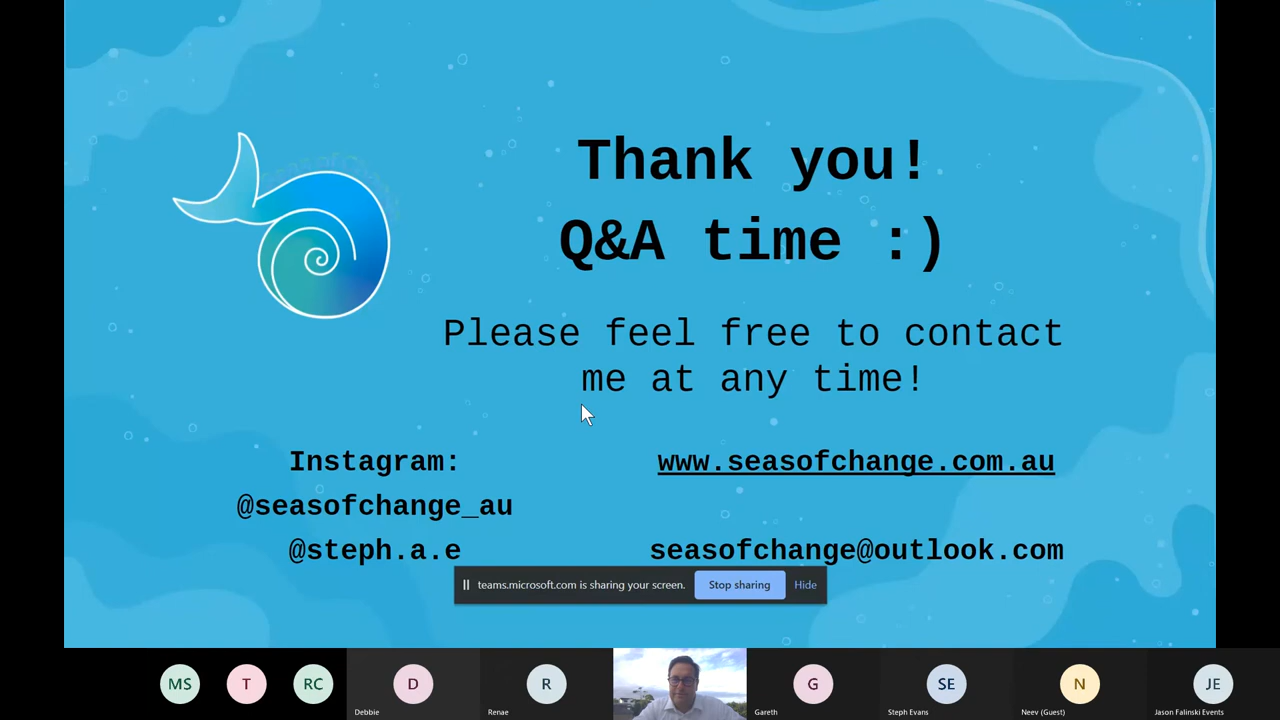 Thank you!
Q&A time :)
Please feel free to contact
me at any time!
Instagram:
@seasofchange_au
@steph.a.e
www.seasofchange.com.au
seasofchange@outlook.com
teams.microsoft.com is sharing your screen.
Stop sharing
Hide
MS
T
RC
D
Debbie
R
Renae
G
Gareth
SE
Steph Evans
N
Neev (Guest)
JE
Jason Falinski Events